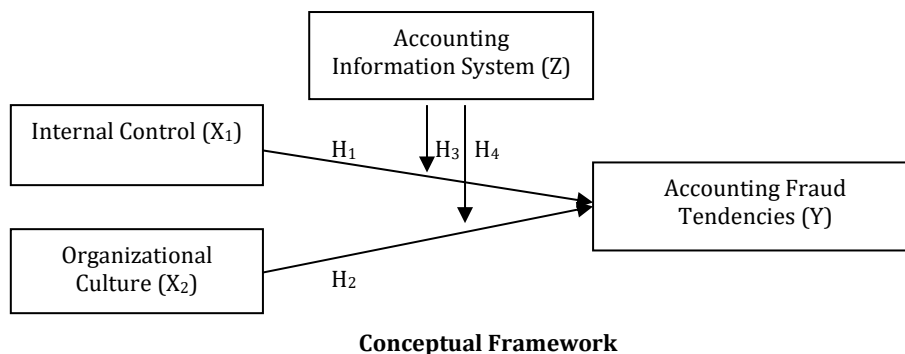 Accounting
Information System (Z)
Internal Control (X₁)
H₁
H₃
H₄
Accounting Fraud
Tendencies (Y)
Organizational
Culture (X₂)
H₂
Conceptual Framework